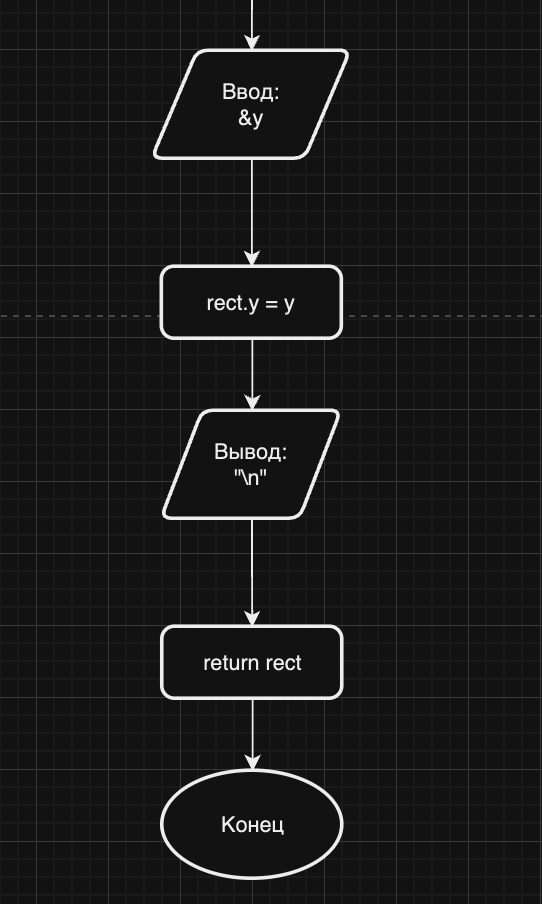 Ввод:
&y
rect.y = y
Вывод:
"\n"
return rect
Конец